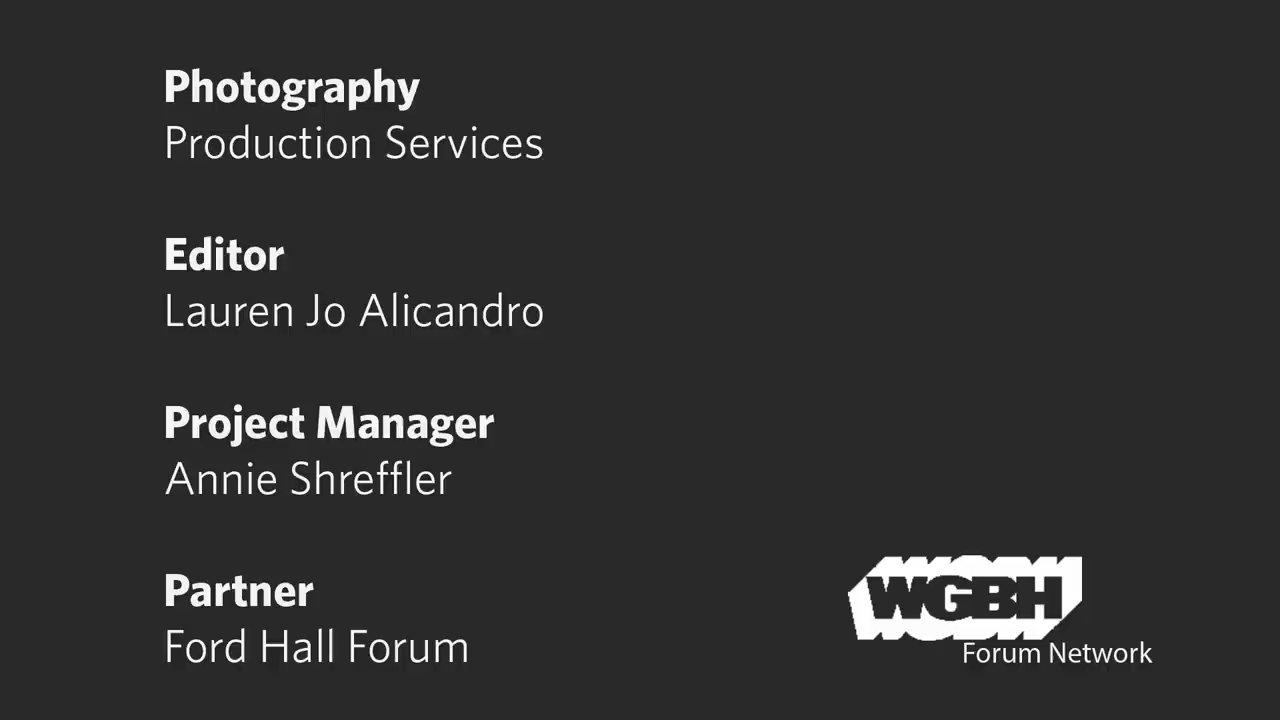 Photography
Production Services
Editor
Lauren Jo Alicandro
Project Manager
Annie Shreffler
Partner
Ford Hall Forum
WGBH
Forum Network